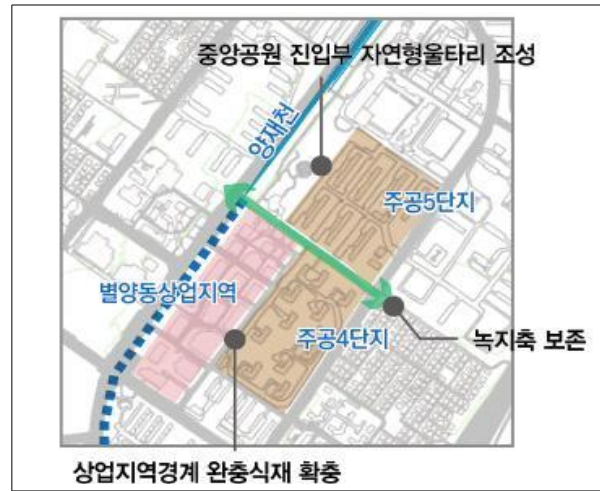 중앙공원 진입부 자연형울타리 조성
양재천
주공5단지
별양동상업지역
주공4단지
녹지축 보존
상업지역경계 완충식재 확충